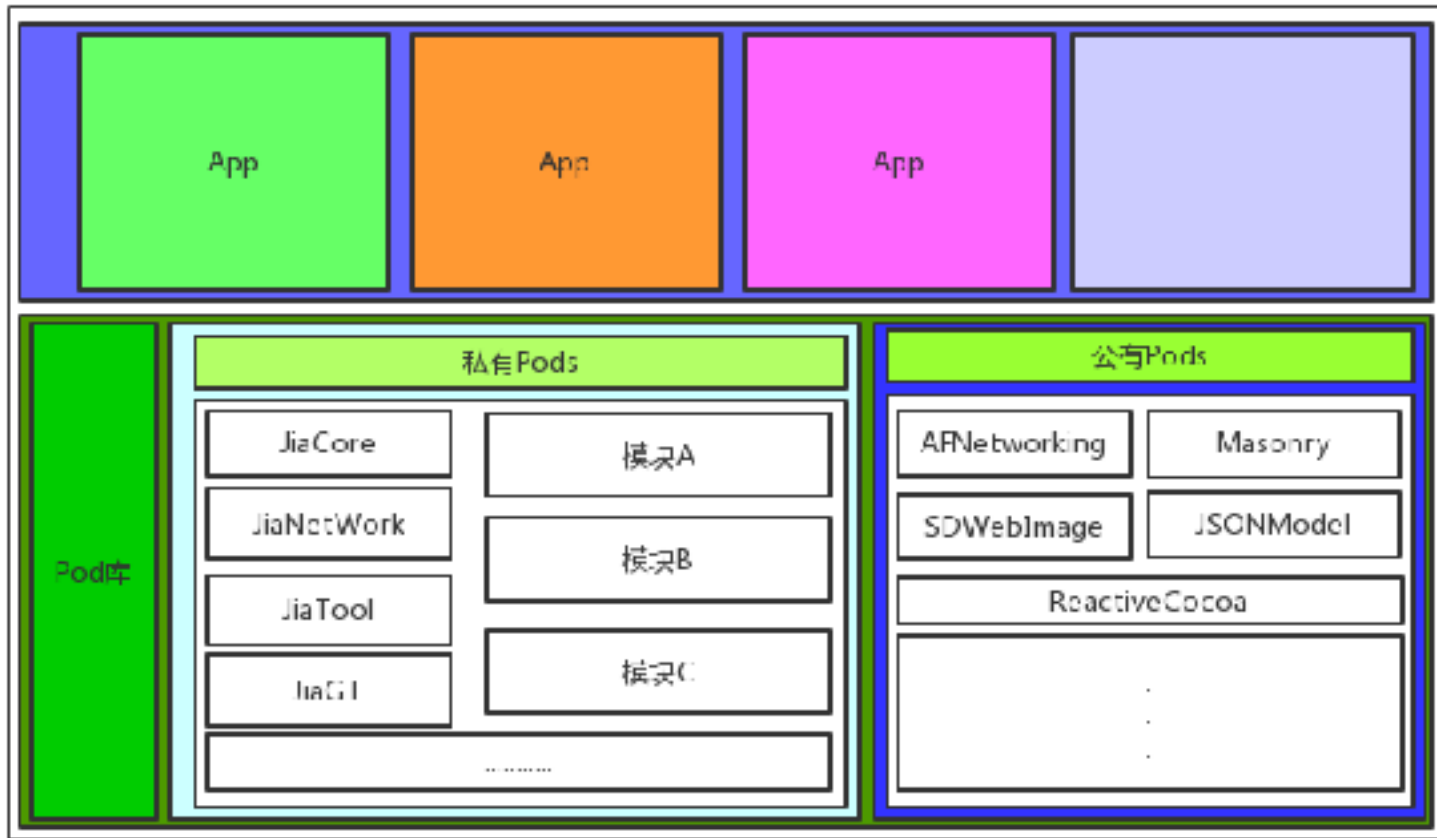 App
App
App
Pod库
私有Pods
JiaCore
JiaNetWork
JiaTool
模块A
模块B
模块C
............
公有Pods
AFNetworking
Masonry
SDWebImage
JSONModel
ReactiveCocoa
.
.
.